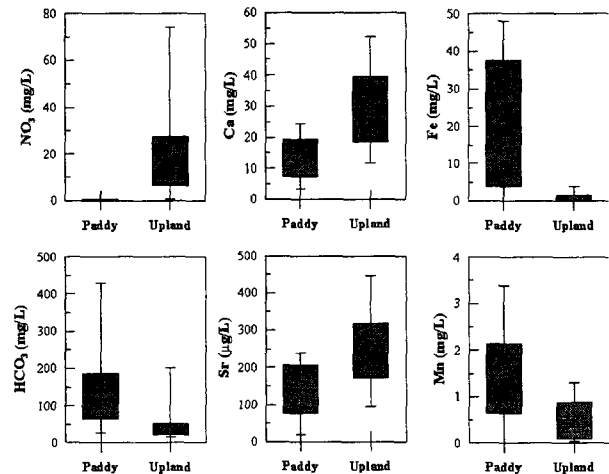 80
60
40
20
0
NO₃ (mg/L)
Paddy Upland
60
50
40
30
20
10
0
Ca (mg/L)
Paddy Upland
50
40
30
20
10
0
Fe (mg/L)
Paddy Upland
500
400
300
200
100
0
HCO₃ (mg/L)
Paddy Upland
500
400
300
200
100
0
Sr (μg/L)
Paddy Upland
4
3
2
1
0
Mn (mg/L)
Paddy Upland